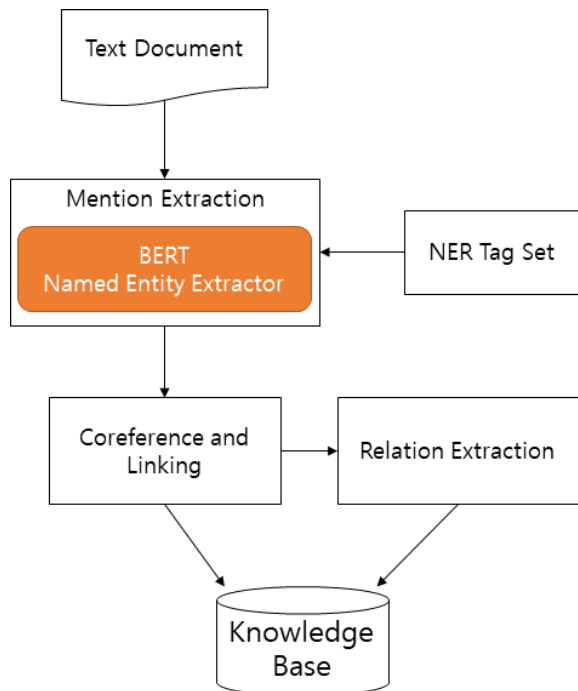 Text Document
Mention Extraction
BERT
Named Entity Extractor
NER Tag Set
Coreference and
Linking
Relation Extraction
Knowledge
Base